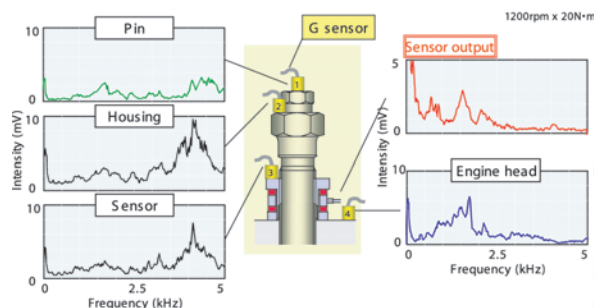 1200rpm x 20N•m
Pin
G sensor
Sensor output
10
Intensity (mV)
0
1
2
3
4
Housing
10
0
Sensor
10
0
0
2.5
5
Frequency (kHz)
5
Intensity (mV)
0
Engine head
10
0
0
2.5
5
Frequency (kHz)